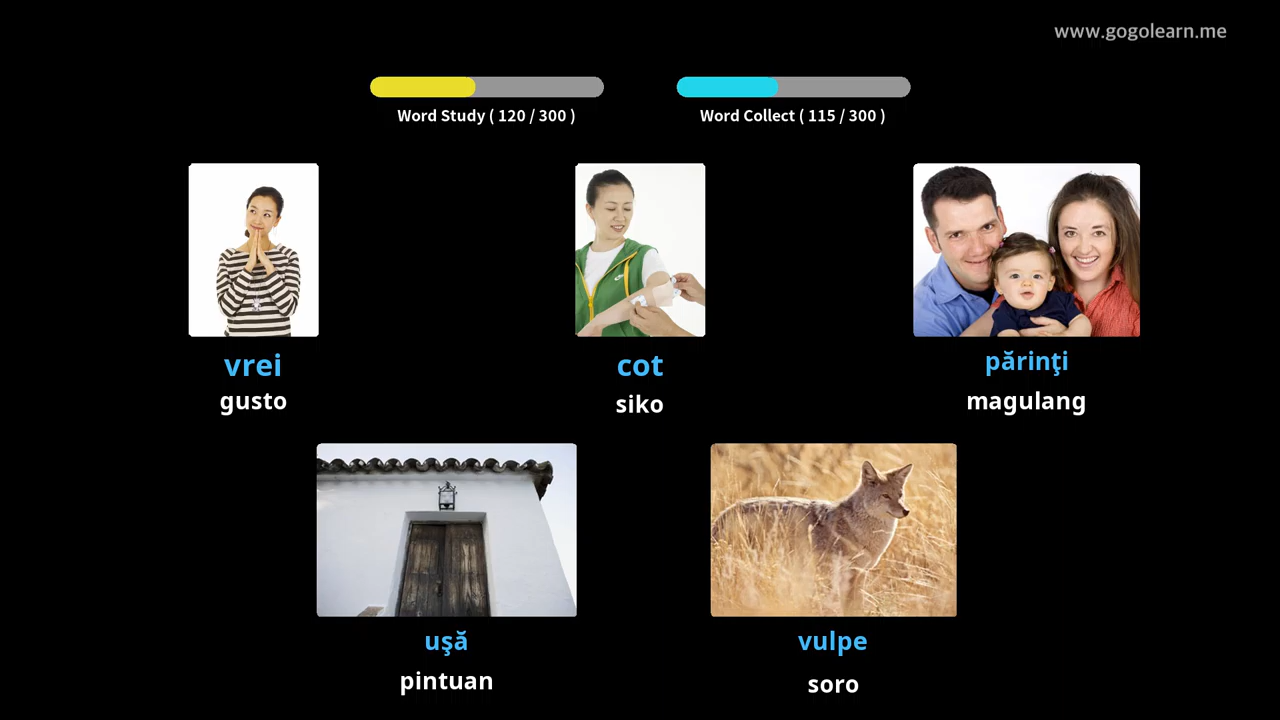 www.gogolearn.me
Word Study ( 120 / 300 )
Word Collect ( 115 / 300 )
vrei
gusto
cot
siko
părinţi
magulang
uşă
pintuan
vulpe
soro